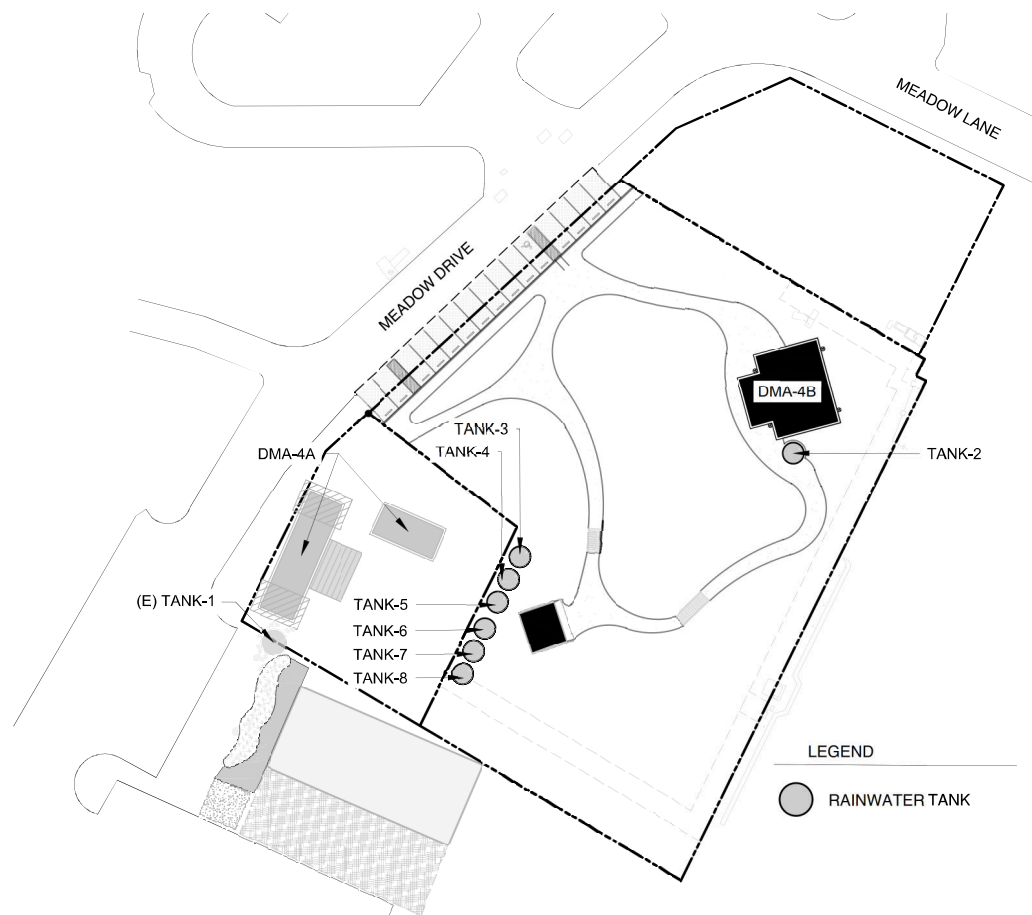 MEADOW LANE
MEADOW DRIVE
DMA-4B
TANK-3
TANK-4
DMA-4A
TANK-2
(E) TANK-1
TANK-5
TANK-6
TANK-7
TANK-8
LEGEND
RAINWATER TANK